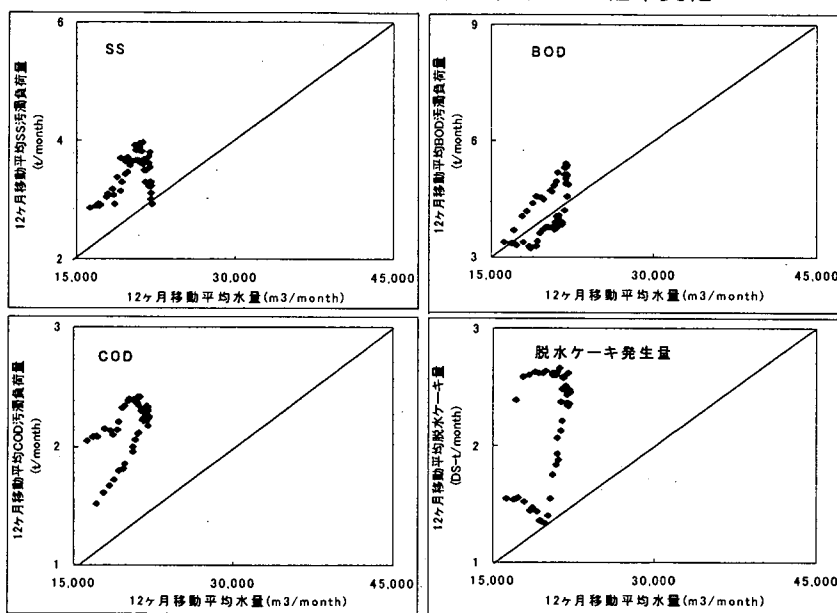 SS
12ヶ月移動平均SS汚濁負荷量
(t/month)
6
4
2
15,000 30,000 45,000
12ヶ月移動平均水量(m3/month)
BOD
12ヶ月移動平均BOD汚濁負荷量
(t/month)
9
6
3
15,000 30,000 45,000
12ヶ月移動平均水量(m3/month)
COD
12ヶ月移動平均COD汚濁負荷量
(t/month)
3
2
1
15,000 30,000 45,000
12ヶ月移動平均水量(m3/month)
脱水ケーキ発生量
12ヶ月移動平均脱水ケーキ量
(DS-t/month)
3
2
1
15,000 30,000 45,000
12ヶ月移動平均水量(m3/month)